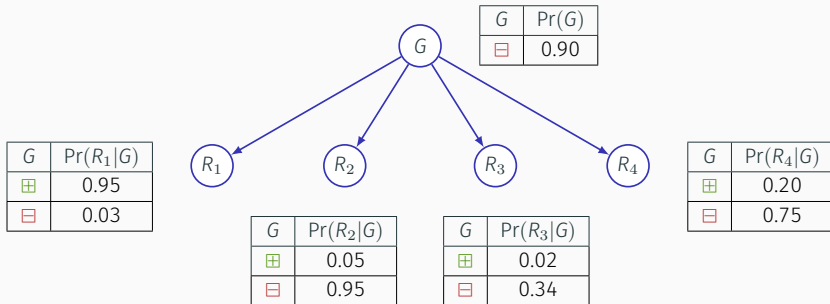 G Pr(G)
⊟ 0.90
G
R₁
R₂
R₃
R₄
G Pr(R₁|G)
⊞ 0.95
⊟ 0.03
G Pr(R₂|G)
⊞ 0.05
⊟ 0.95
G Pr(R₃|G)
⊞ 0.02
⊟ 0.34
G Pr(R₄|G)
⊞ 0.20
⊟ 0.75